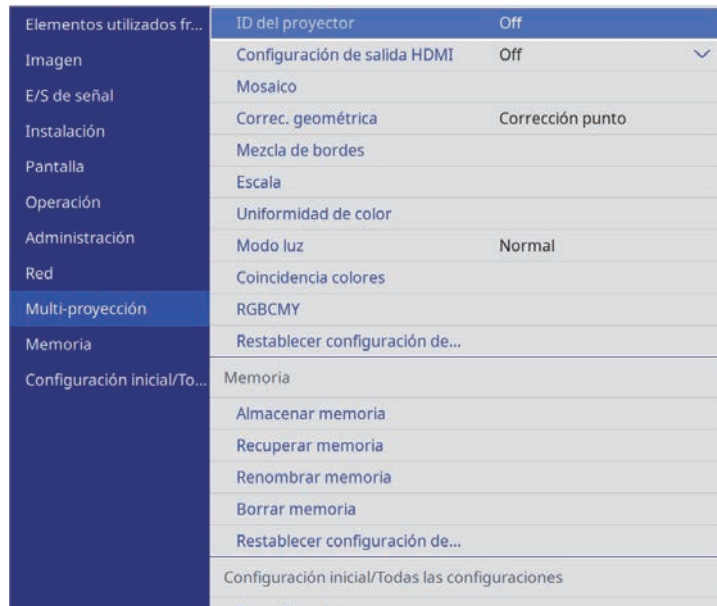 Elementos utilizados fr...
Imagen
E/S de señal
Instalación
Pantalla
Operación
Administración
Red
Multi-proyección
Memoria
Configuración inicial/To...
ID del proyector Off
Configuración de salida HDMI Off
Mosaico
Correc. geométrica Corrección punto
Mezcla de bordes
Escala
Uniformidad de color
Modo luz Normal
Coincidencia colores
RGBCMY
Restablecer configuración de...
Memoria
Almacenar memoria
Recuperar memoria
Renombrar memoria
Borrar memoria
Restablecer configuración de...
Configuración inicial/Todas las configuraciones